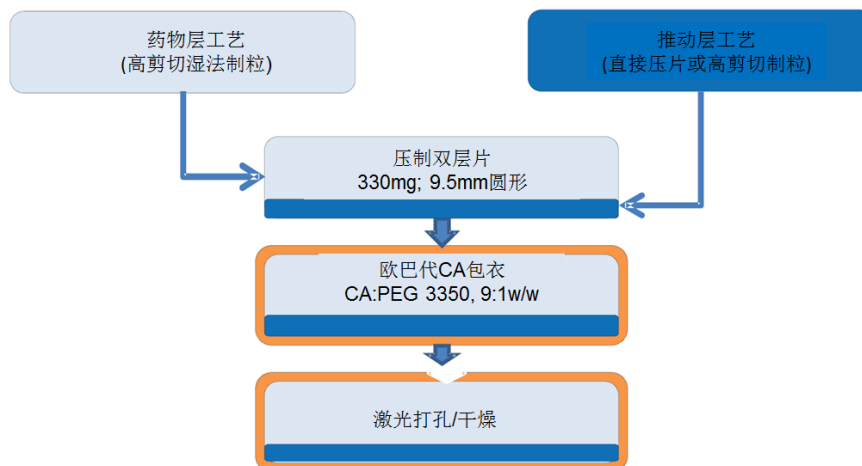 药物层工艺
(高剪切湿法制粒)
推动层工艺
(直接压片或高剪切制粒)
压制双层片
330mg; 9.5mm圆形
欧巴代CA包衣
CA:PEG 3350, 9:1w/w
激光打孔/干燥